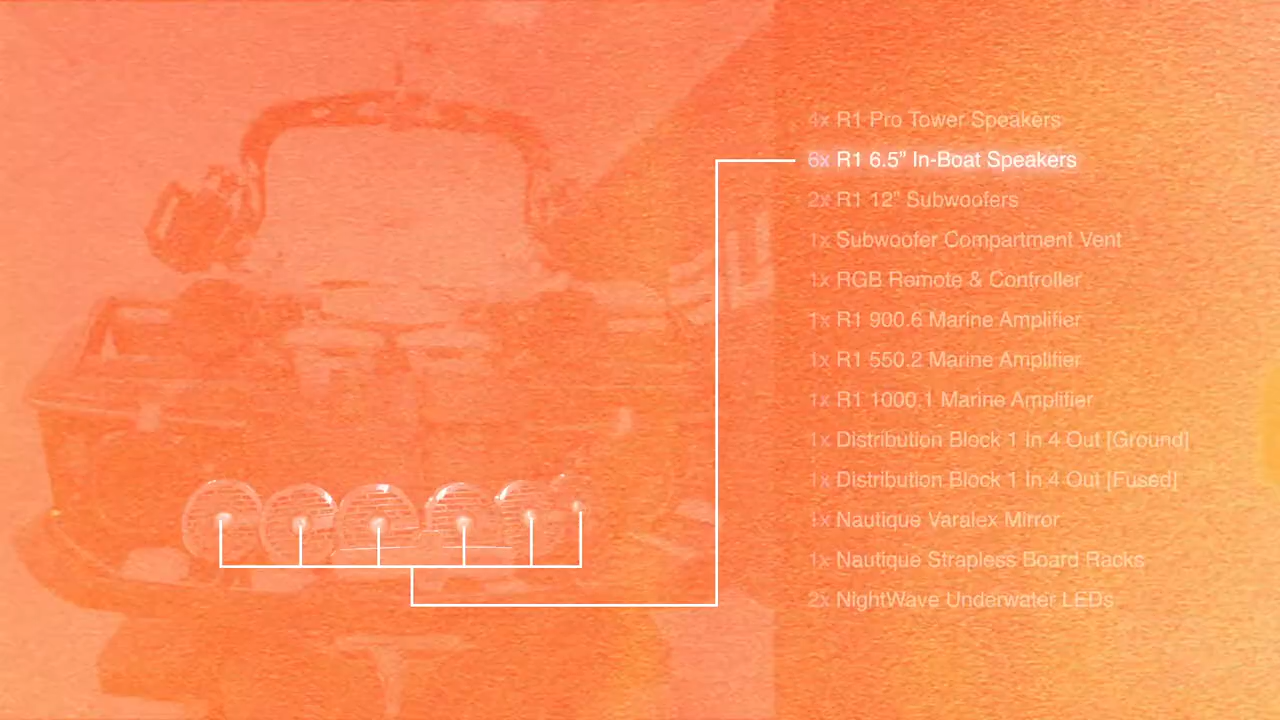 4x R1 Pro Tower Speakers
6x R1 6.5” In-Boat Speakers
2x R1 12” Subwoofers
1x Subwoofer Compartment Vent
1x RGB Remote & Controller
1x R1 900.6 Marine Amplifier
1x R1 550.2 Marine Amplifier
1x R1 1000.1 Marine Amplifier
1x Distribution Block 1 In 4 Out [Ground]
1x Distribution Block 1 In 4 Out [Fused]
1x Nautique Varalex Mirror
1x Nautique Strapless Board Racks
2x NightWave Underwater LEDs